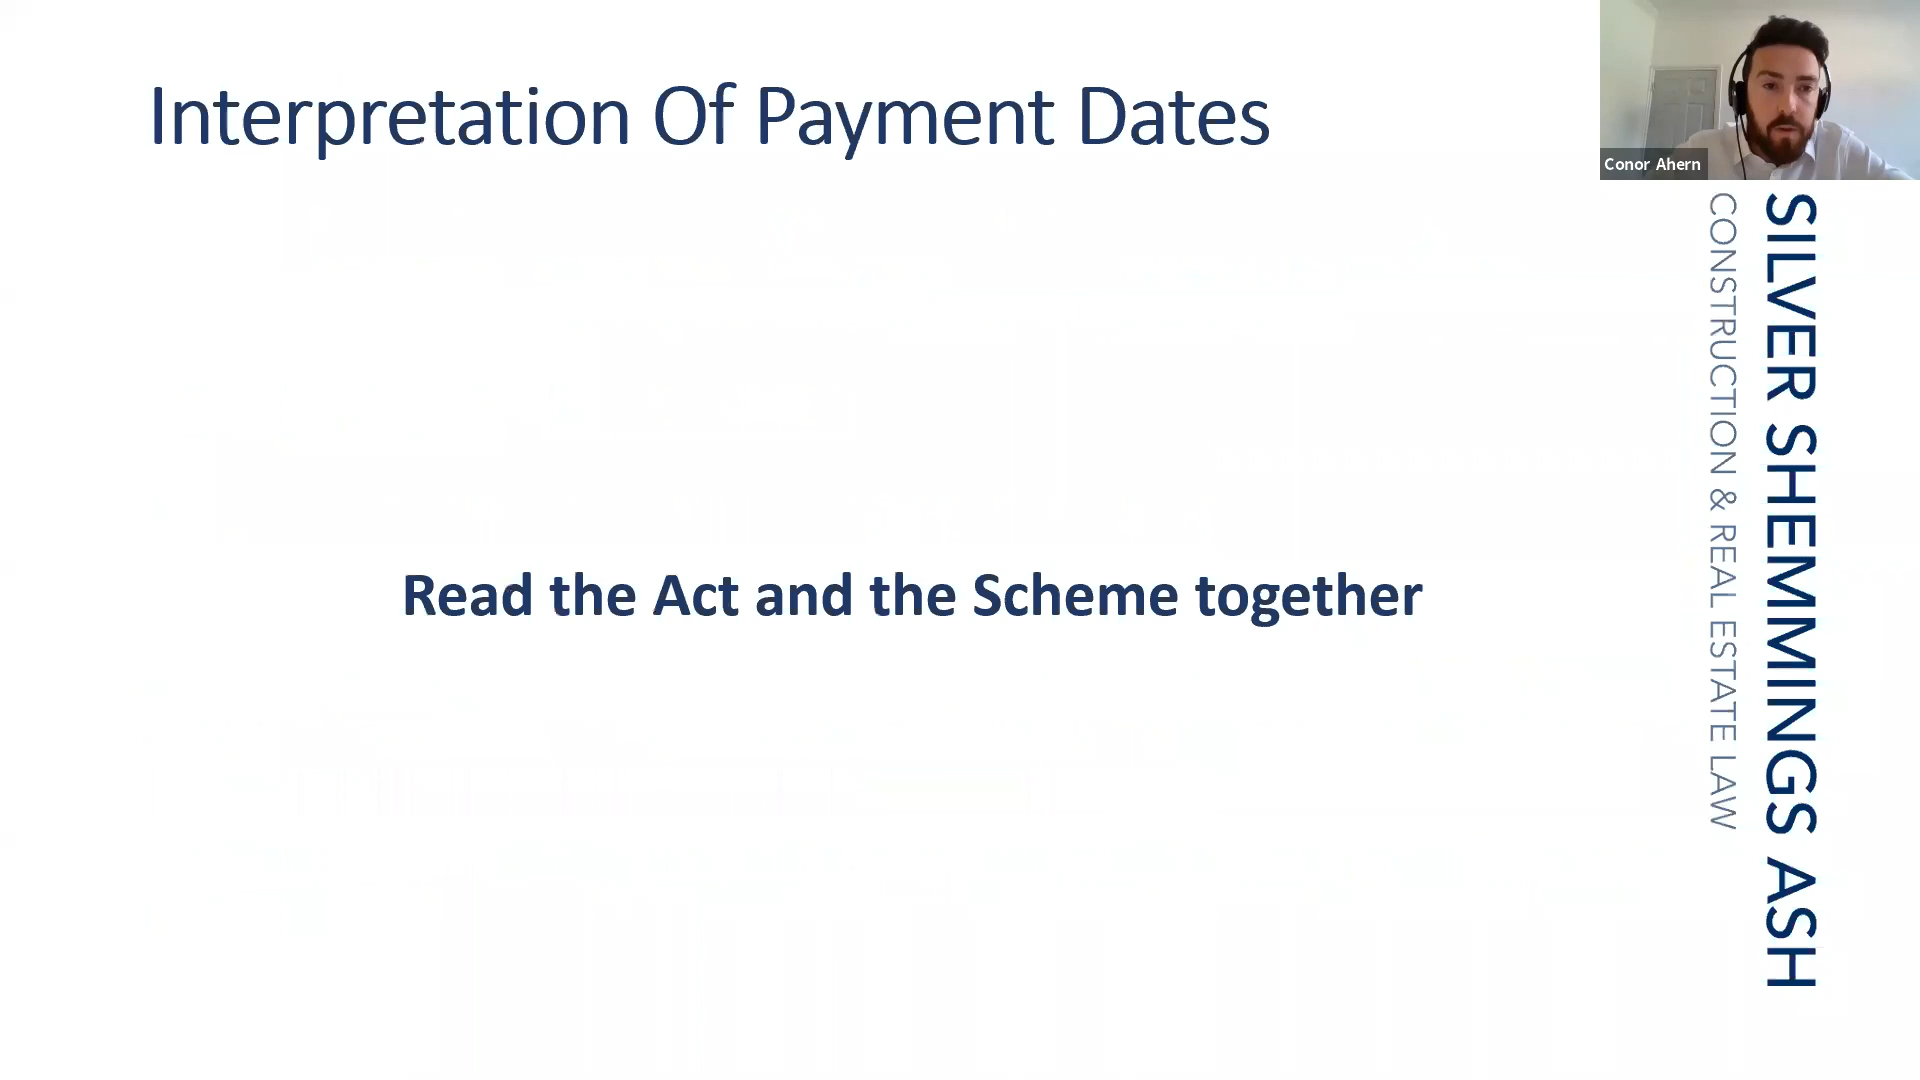 Interpretation Of Payment Dates
Conor Ahern
Read the Act and the Scheme together
SILVER SHEMMINGS ASH
CONSTRUCTION & REAL ESTATE LAW